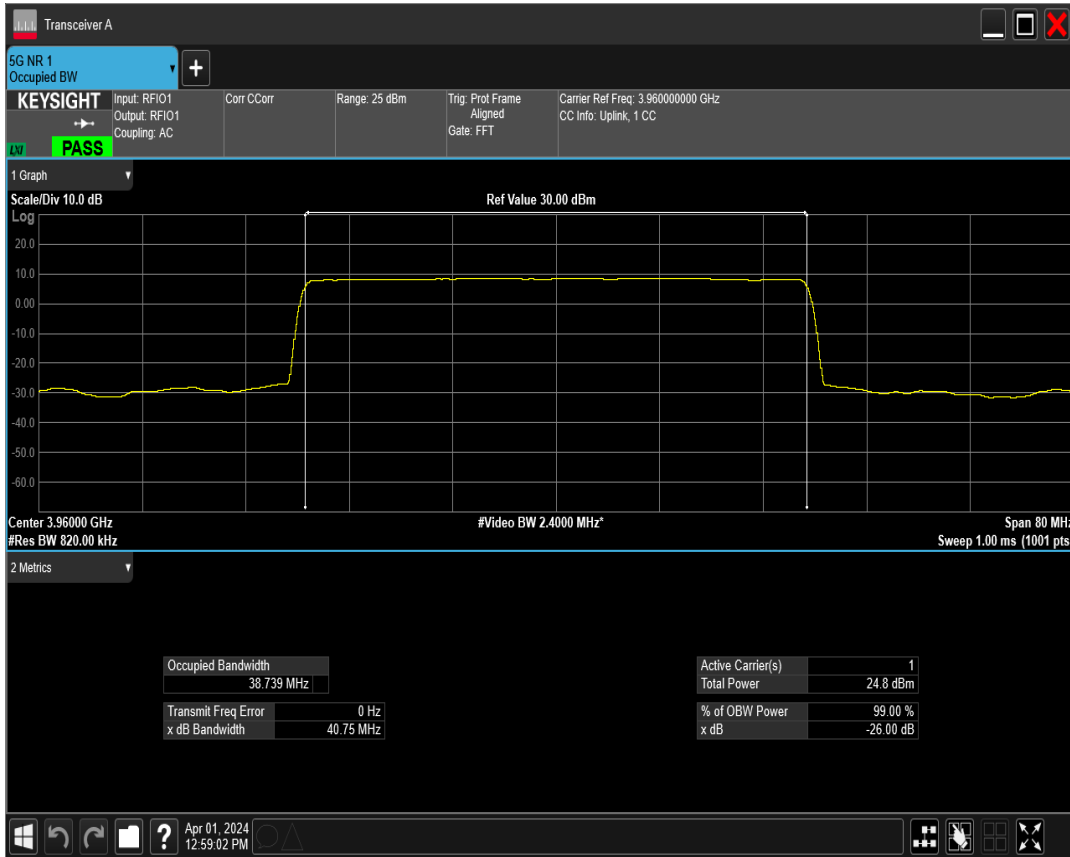 Transceiver A
5G NR 1
Occupied BW
KEYSIGHT
LXI
PASS
Input: RFIO1
Output: RFIO1
Coupling: AC
Corr CCorr
Range: 25 dBm
Trig: Prot Frame
Aligned
Gate: FFT
Carrier Ref Freq: 3.960000000 GHz
CC Info: Uplink, 1 CC
1 Graph
Scale/Div 10.0 dB
Ref Value 30.00 dBm
Log
20.0
10.0
0.00
-10.0
-20.0
-30.0
-40.0
-50.0
-60.0
Center 3.96000 GHz
#Video BW 2.4000 MHz*
Span 80 MHz
#Res BW 820.00 kHz
Sweep 1.00 ms (1001 pts
2 Metrics
Occupied Bandwidth
38.739 MHz
Transmit Freq Error 0 Hz
x dB Bandwidth 40.75 MHz
Active Carrier(s) 1
Total Power 24.8 dBm
% of OBW Power 99.00 %
x dB -26.00 dB
?
Apr 01, 2024
12:59:02 PM